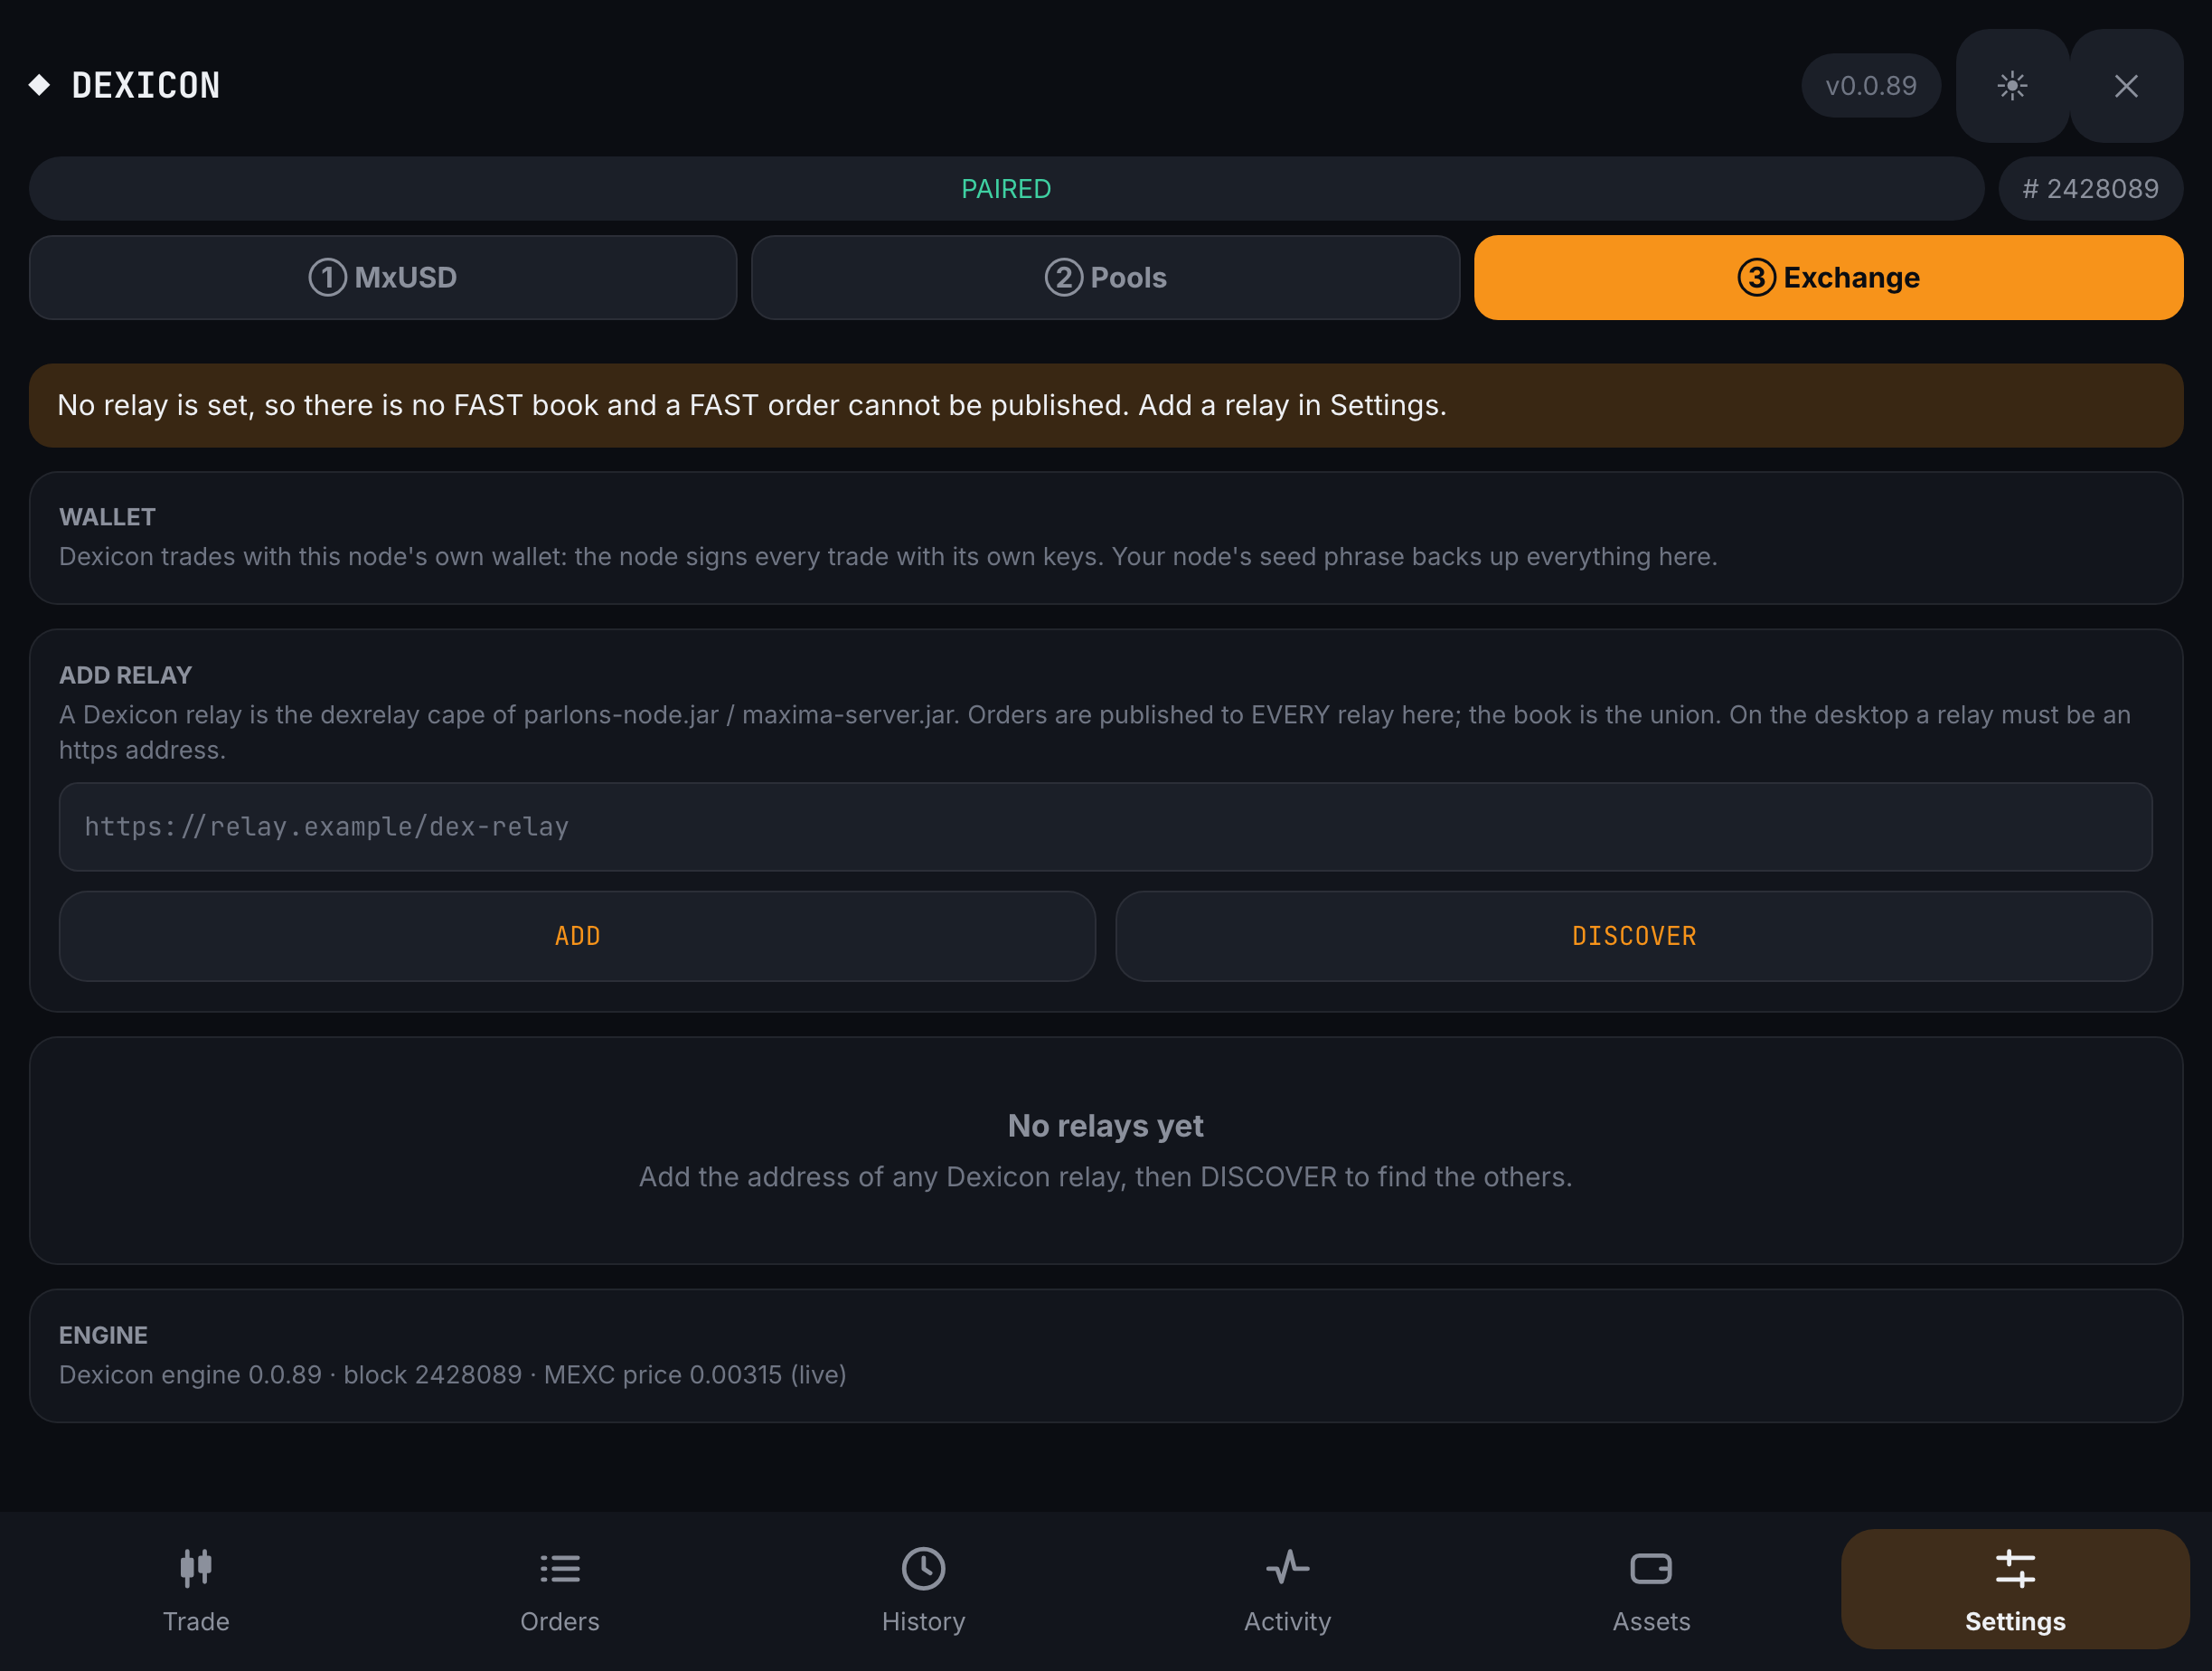 ◆ DEXICON
v0.0.89
PAIRED
# 2428089
① MxUSD
② Pools
③ Exchange
No relay is set, so there is no FAST book and a FAST order cannot be published. Add a relay in Settings.
WALLET
Dexicon trades with this node's own wallet: the node signs every trade with its own keys. Your node's seed phrase backs up everything here.
ADD RELAY
A Dexicon relay is the dexrelay cape of parlons-node.jar / maxima-server.jar. Orders are published to EVERY relay here; the book is the union. On the desktop a relay must be an
https address.
https://relay.example/dex-relay
ADD
DISCOVER
No relays yet
Add the address of any Dexicon relay, then DISCOVER to find the others.
ENGINE
Dexicon engine 0.0.89 · block 2428089 · MEXC price 0.00315 (live)
Trade
Orders
History
Activity
Assets
Settings